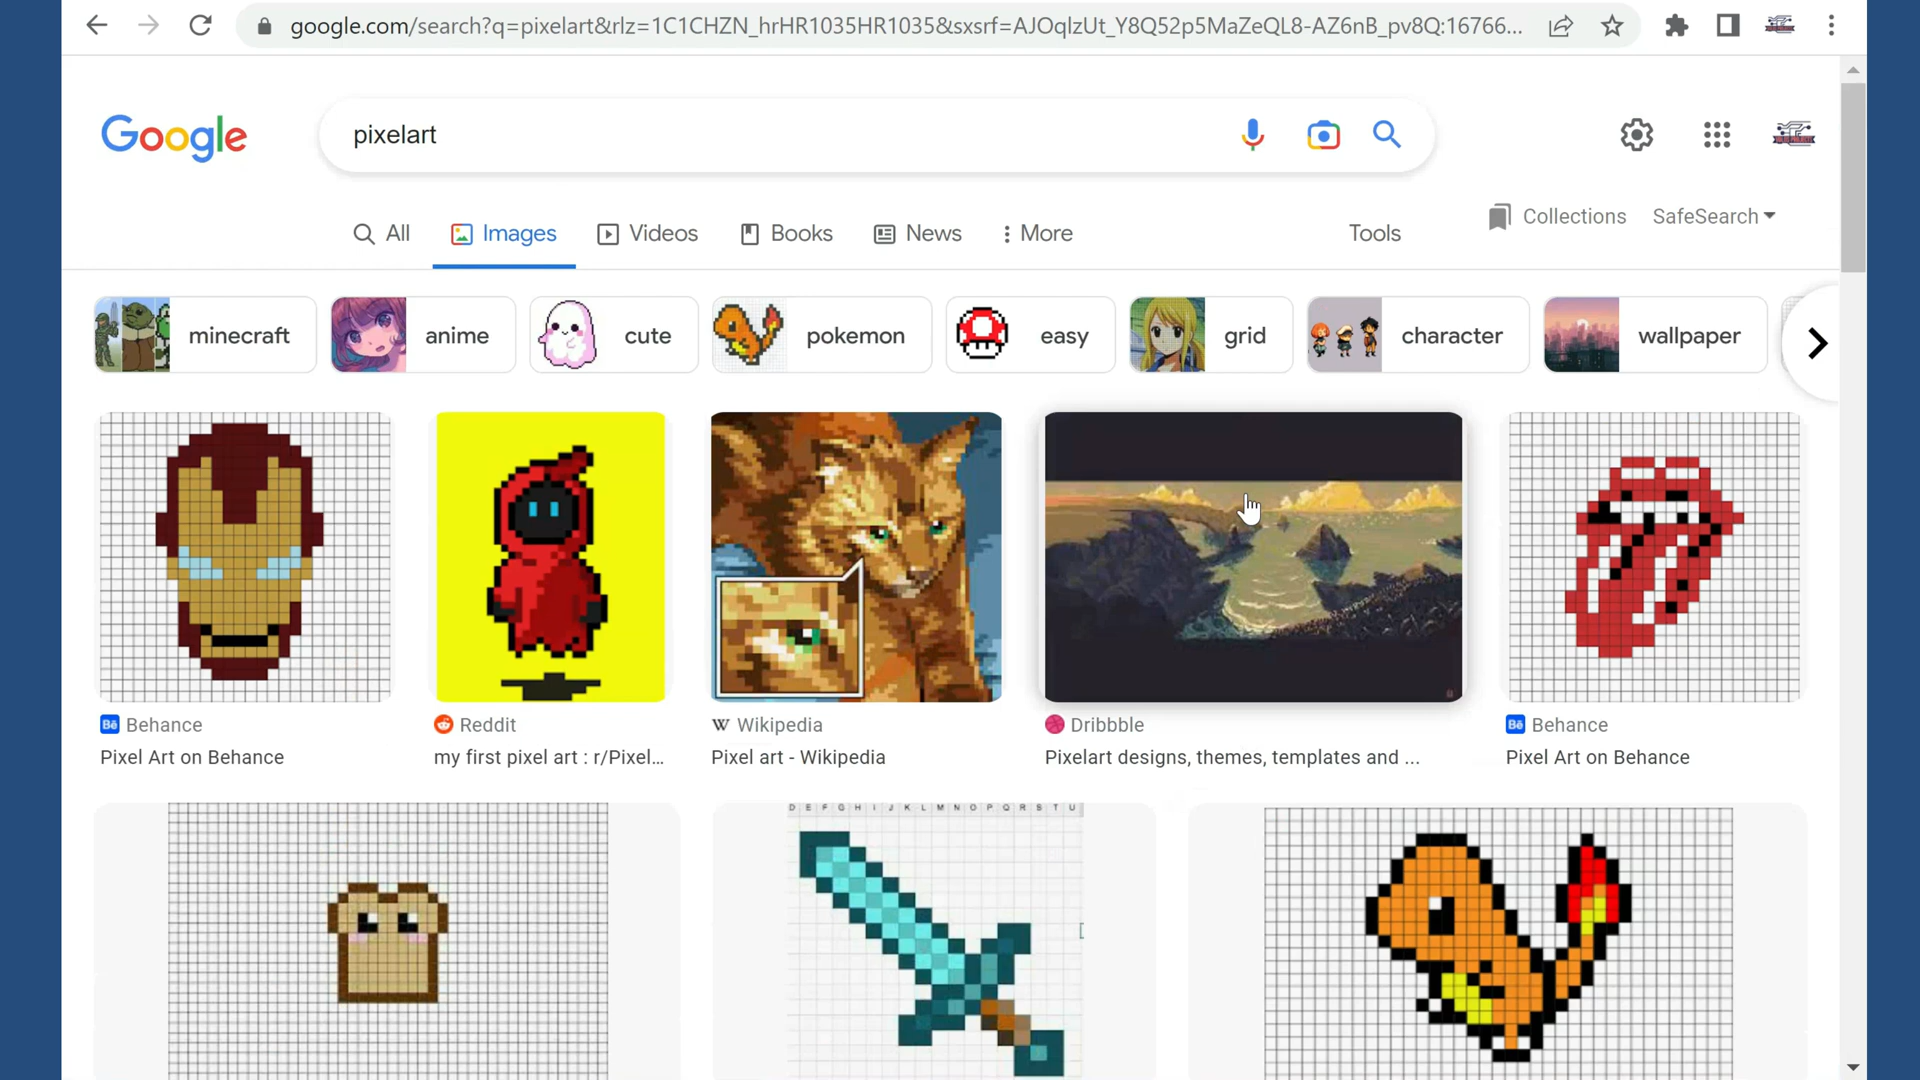 google.com/search?q=pixelart&rlz=1C1CHZN_hrHR1035HR1035&sxsrf=AJOqlzUt_Y8Q52p5MaZeQL8-AZ6nB_pv8Q:16766...
Google
pixelart
All
Images
Videos
Books
News
More
Tools
Collections
SafeSearch
minecraft
anime
cute
pokemon
easy
grid
character
wallpaper
Bē Behance
Reddit
W Wikipedia
Dribbble
Bē Behance
Pixel Art on Behance
my first pixel art : r/Pixel...
Pixel art - Wikipedia
Pixelart designs, themes, templates and ...
Pixel Art on Behance
D E F G H I J K L M N O P Q R S T U